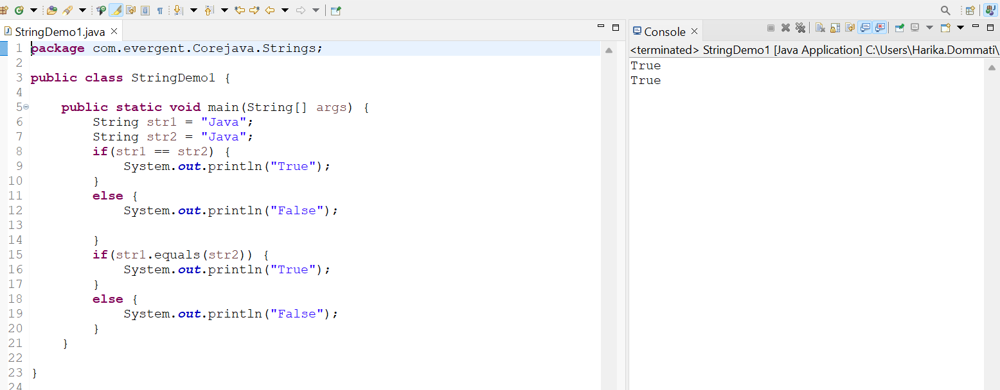 StringDemo1.java
1 package com.evergent.Corejava.Strings;
2
3 public class StringDemo1 {
4
5 public static void main(String[] args) {
6 String str1 = "Java";
7 String str2 = "Java";
8 if(str1 == str2) {
9 System.out.println("True");
10 }
11 else {
12 System.out.println("False");
13
14 }
15 if(str1.equals(str2)) {
16 System.out.println("True");
17 }
18 else {
19 System.out.println("False");
20 }
21 }
22
23 }
24
Console
<terminated> StringDemo1 [Java Application] C:\Users\Harika.Dommati\
True
True